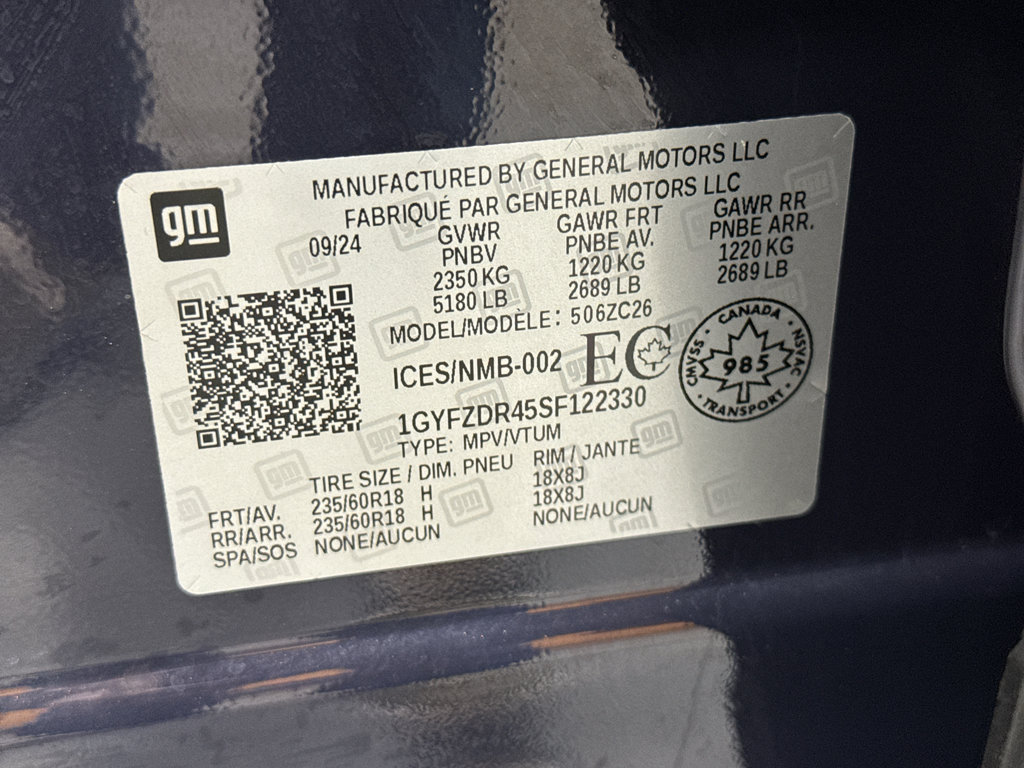 gm
MANUFACTURED BY GENERAL MOTORS LLC
FABRIQUÉ PAR GENERAL MOTORS LLC
09/24 GVWR GAWR FRT GAWR RR
PNBV PNBE AV. PNBE ARR.
2350 KG 1220 KG 1220 KG
5180 LB 2689 LB 2689 LB
MODEL/MODÈLE: 506ZC26
ICES/NMB-002 EC
CANADA
CMVSS 985 NSVAC
TRANSPORT
1GYFZDR45SF122330
TYPE: MPV/VTUM
TIRE SIZE / DIM. PNEU RIM / JANTE
FRT/AV. 235/60R18 H 18X8J
RR/ARR. 235/60R18 H 18X8J
SPA/SOS NONE/AUCUN NONE/AUCUN